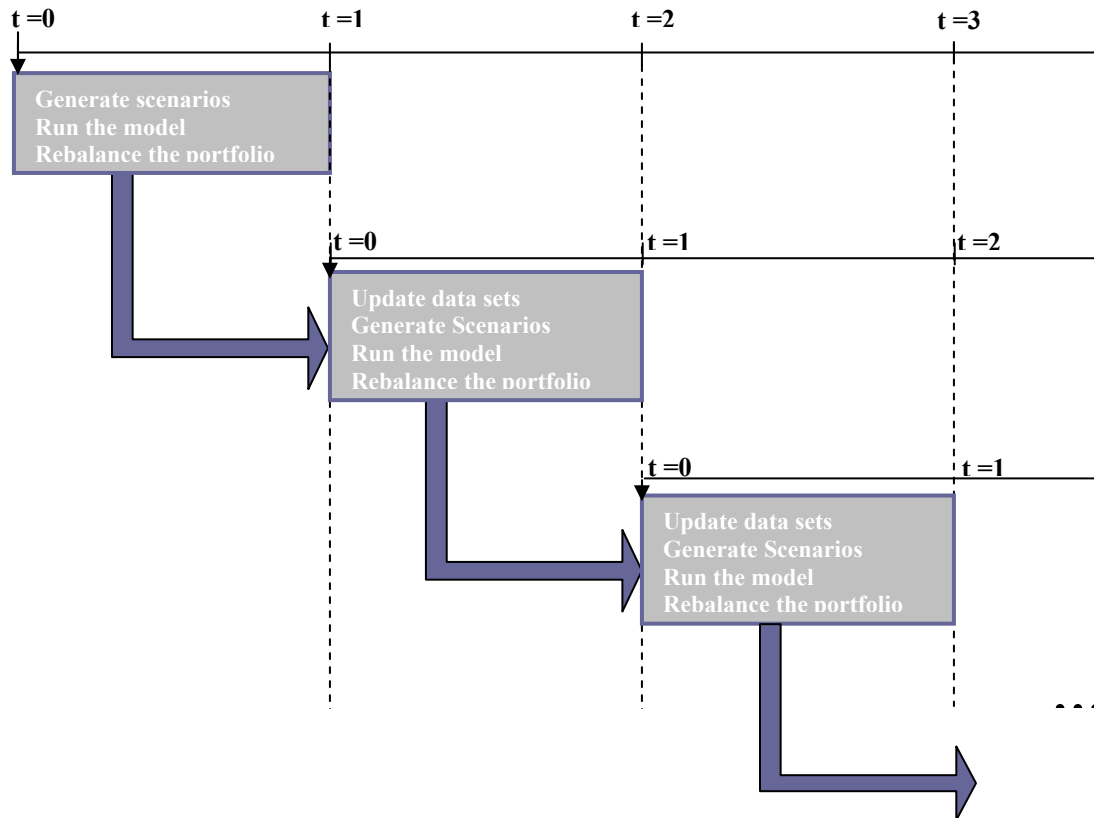 t =0
t =1
t =2
t =3
Generate scenarios
Run the model
Rebalance the portfolio
t =0
t =1
t =2
Update data sets
Generate Scenarios
Run the model
Rebalance the portfolio
t =0
t =1
Update data sets
Generate Scenarios
Run the model
Rebalance the portfolio
...